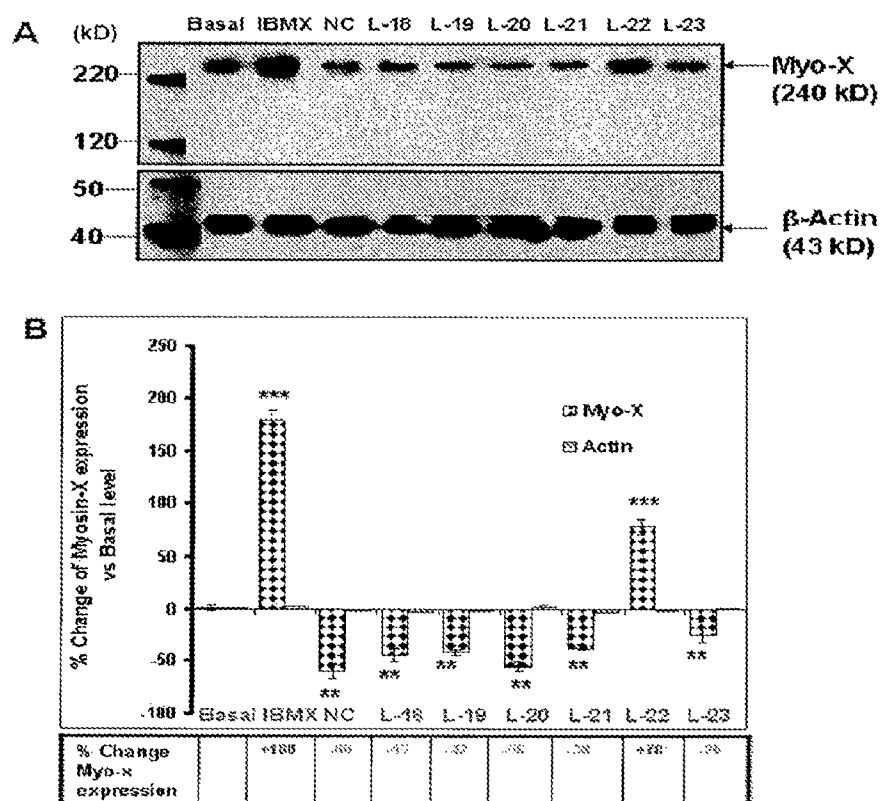 A
(kD)
Basal IBMX NC L-18 L-19 L-20 L-21 L-22 L-23
220
120
50
40
Myo-X
(240 kD)
β-Actin
(43 kD)
B
% Change of Myosin-X expression
vs Basal level
250
200
150
100
50
0
-50
-100
Myo-X
Actin
***
***
**
**
**
**
**
**
Basal IBMX NC L-18 L-19 L-20 L-21 L-22 L-23
% Change
Myo-x
expression